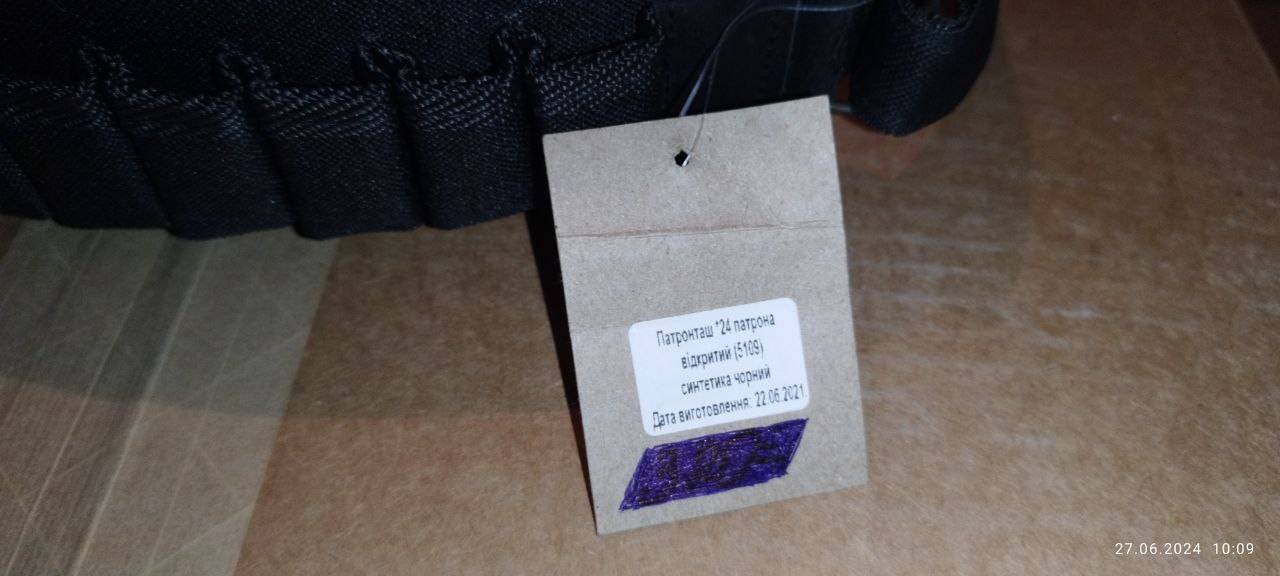 Патронташ *24 патрона
відкритий (5109)
синтетика чорний
Дата виготовлення: 22.06.2021
27.06.2024 10:09